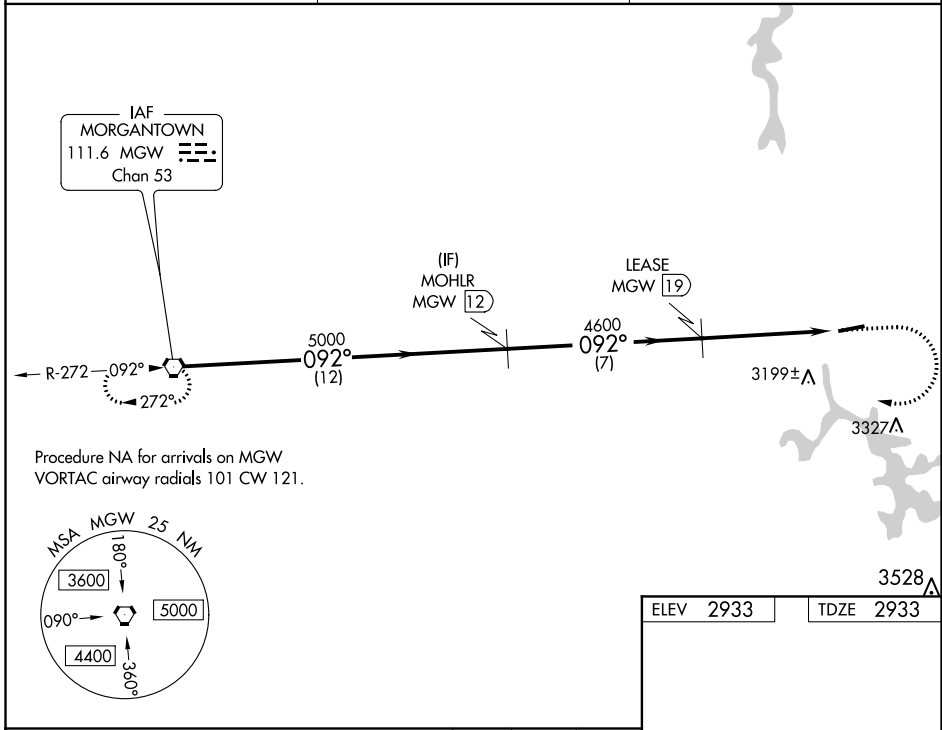 IAF
MORGANTOWN
111.6 MGW
Chan 53
(IF)
MOHLR
MGW 12
LEASE
MGW 19
5000
092°
(12)
4600
092°
(7)
R-272
092°
272°
3199±
3327
Procedure NA for arrivals on MGW
VORTAC airway radials 101 CW 121.
MSA MGW 25 NM
180°
3600
090°
5000
4400
360°
3528
ELEV 2933
TDZE 2933